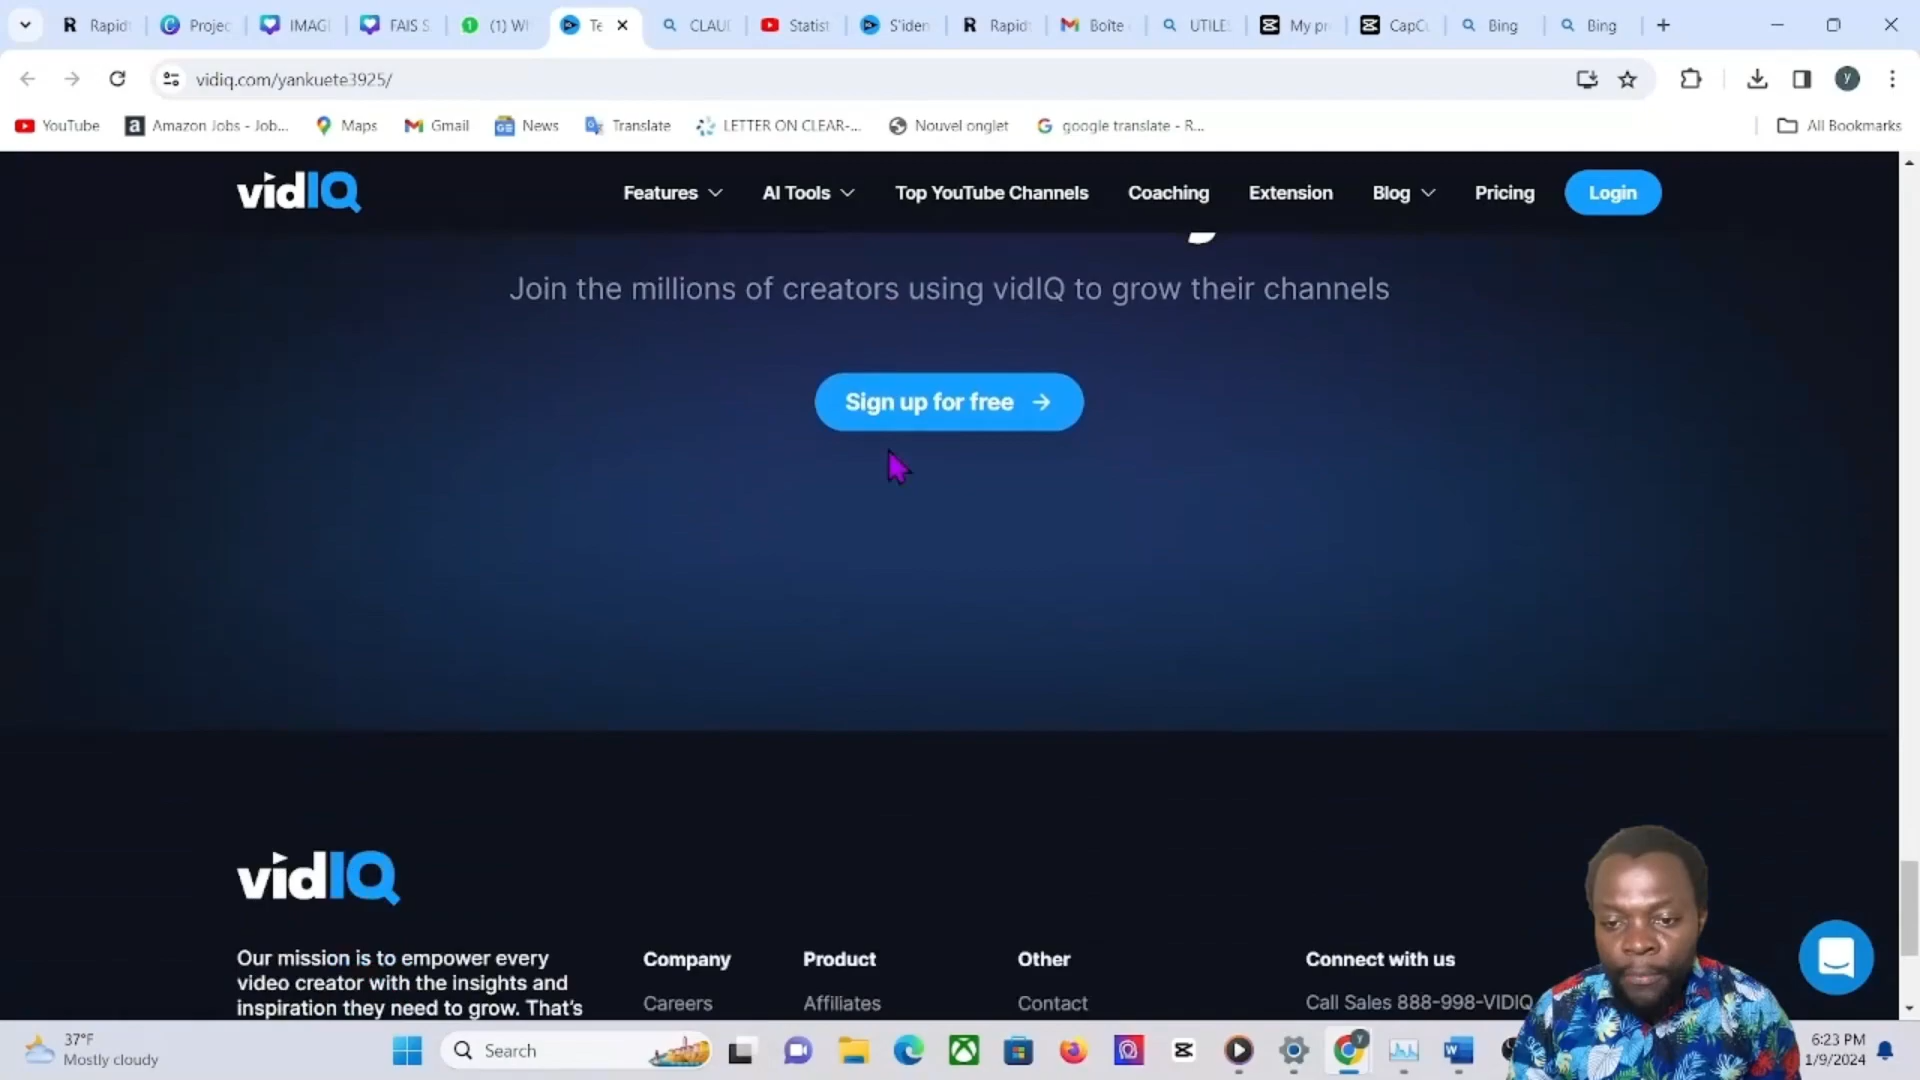 Rapid
Projec
IMAG
FAIS S
(1) W
Te
CLAU
Statist
S'iden
Rapid
Boîte
UTILE
My pr
CapC
Bing
Bing
vidiq.com/yankuete3925/
YouTube
Amazon Jobs - Job...
Maps
Gmail
News
Translate
LETTER ON CLEAR-...
Nouvel onglet
google translate - R...
All Bookmarks
vidIQ
Features
AI Tools
Top YouTube Channels
Coaching
Extension
Blog
Pricing
Login
Join the millions of creators using vidIQ to grow their channels
Sign up for free
vidIQ
Our mission is to empower every
video creator with the insights and
inspiration they need to grow. That's
Company
Careers
Product
Affiliates
Other
Contact
Connect with us
Call Sales 888-998-VIDIQ
37°F
Mostly cloudy
Search
6:23 PM
1/9/2024